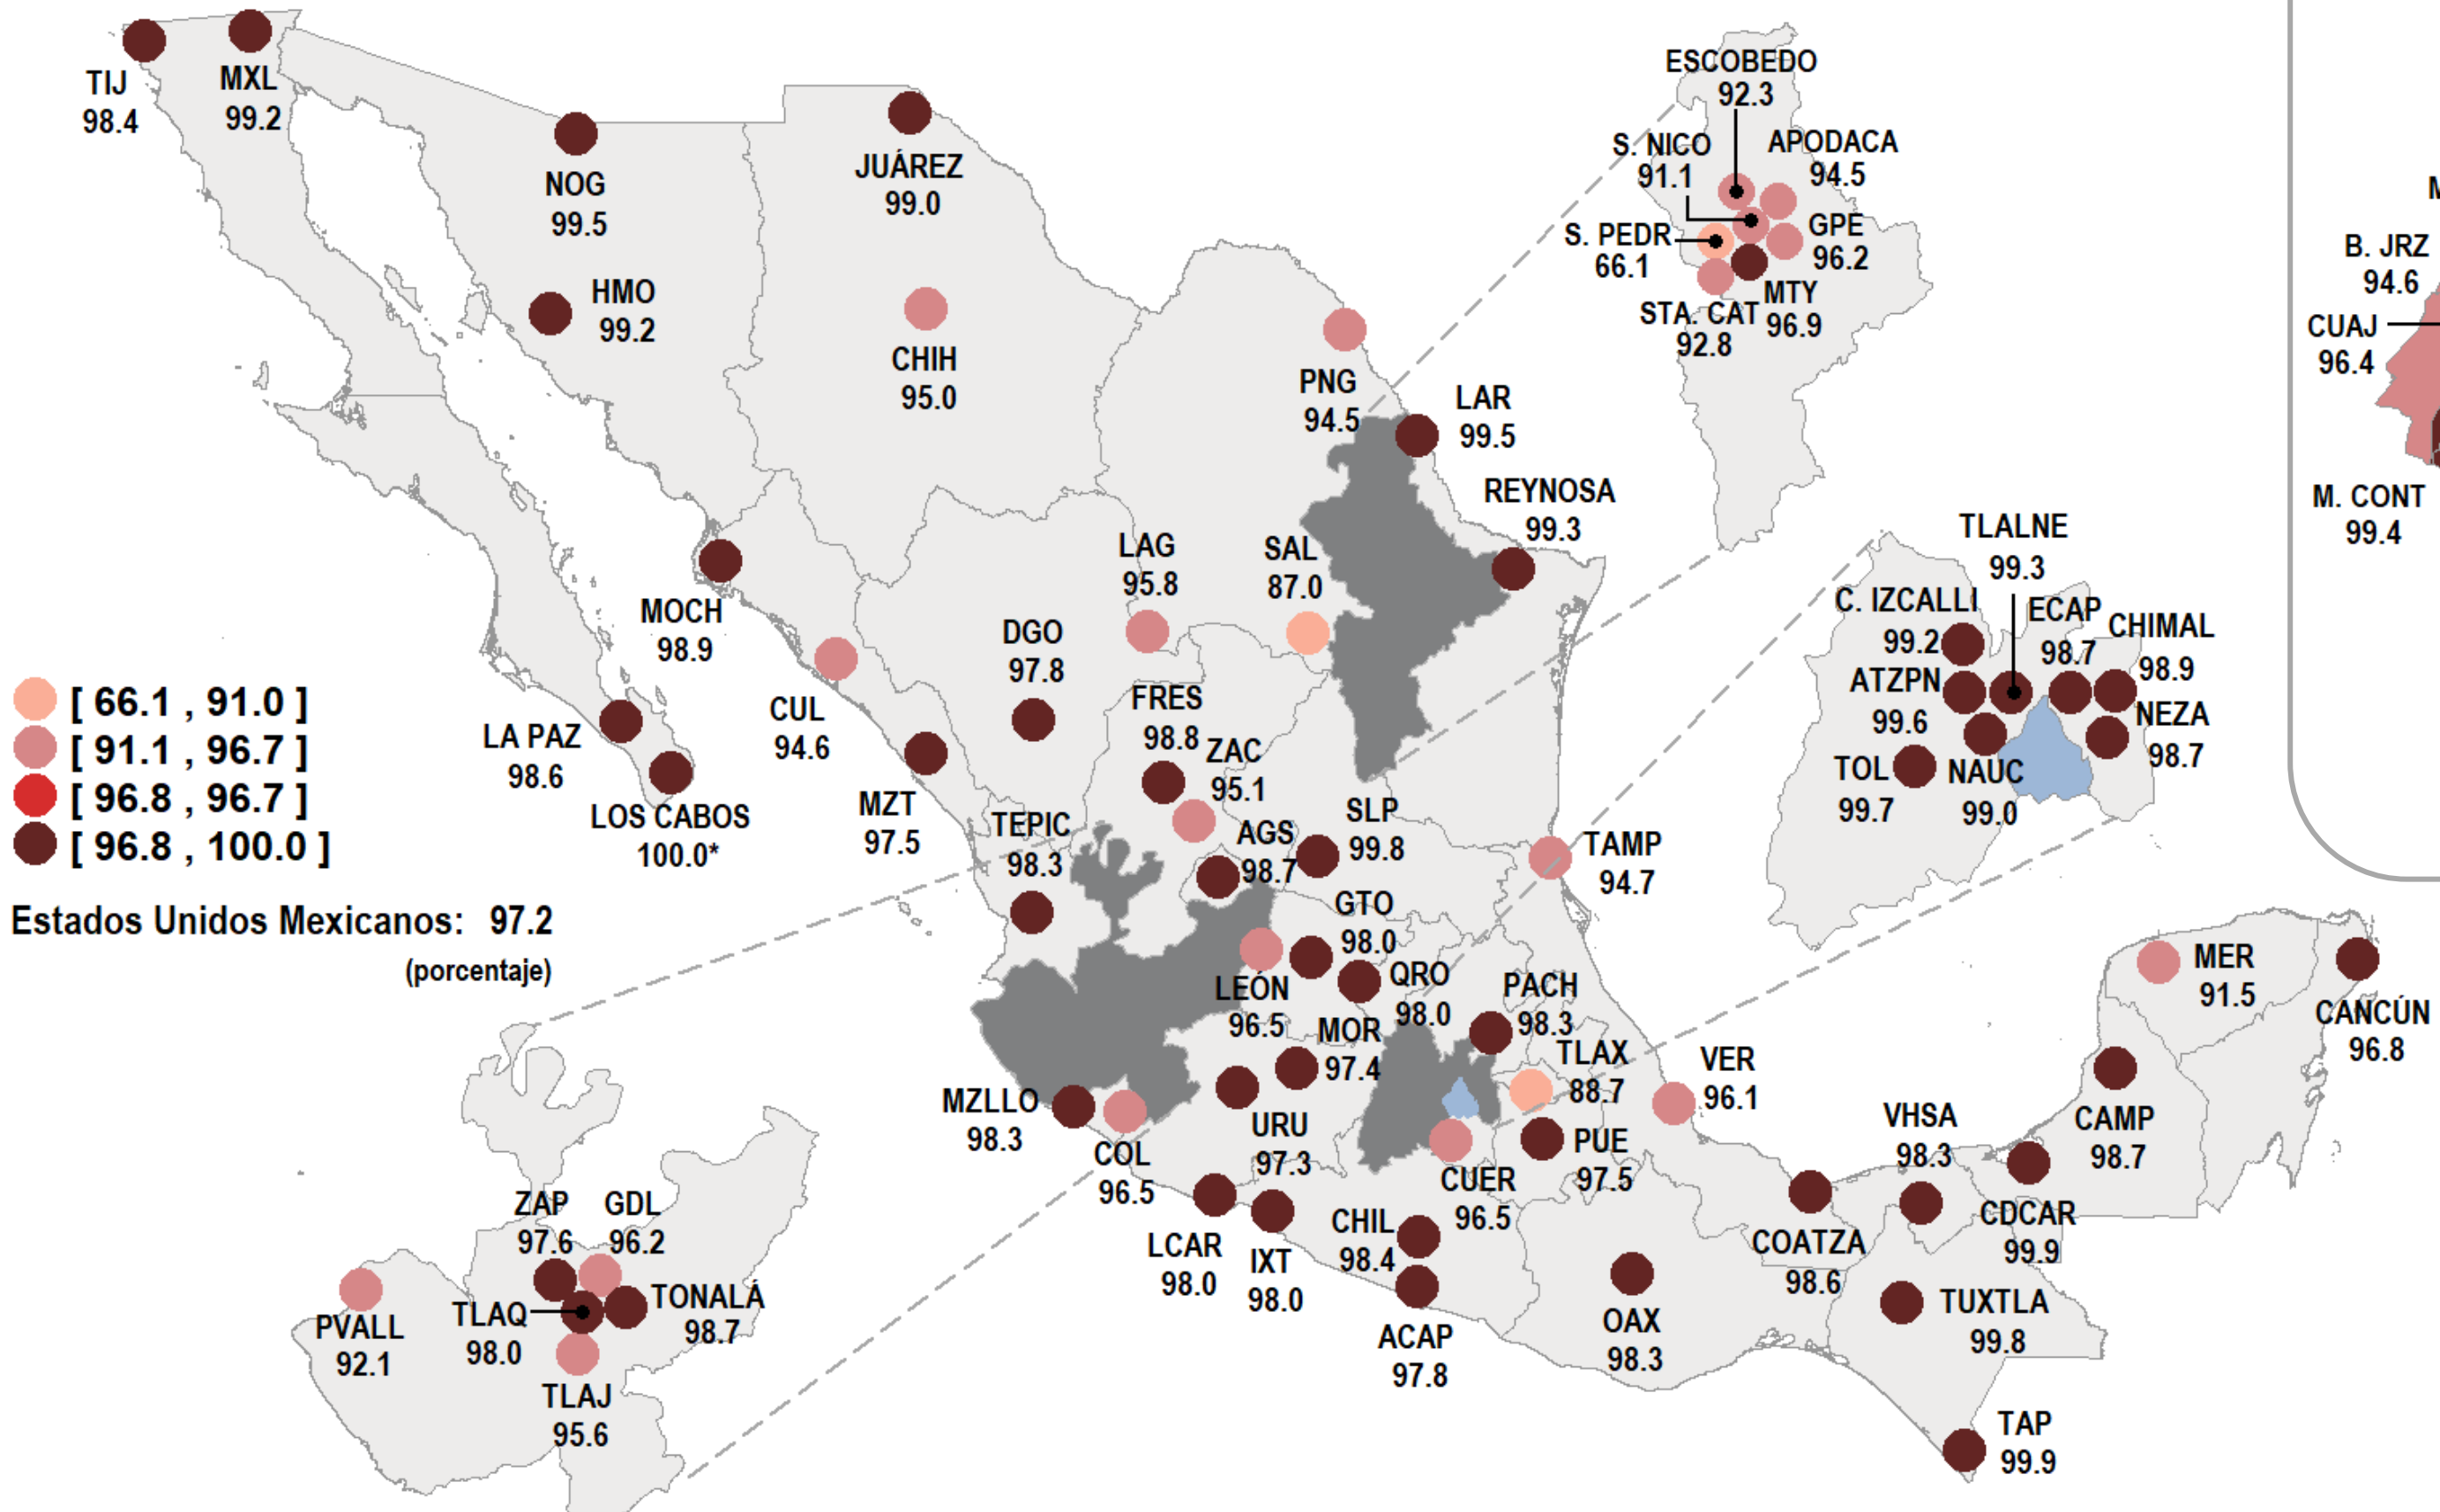 TIJ
98.4
MXL
99.2
NOG
99.5
HMO
99.2
JUÁREZ
99.0
CHIH
95.0
PNG
94.5
LAR
99.5
REYNOSA
99.3
ESCOBEDO
92.3
S. NICO
91.1
APODACA
94.5
S. PEDR
66.1
GPE
96.2
MTY
96.9
STA. CAT
92.8
B. JRZ
94.6
CUAJ
96.4
M. CONT
99.4
LAG
95.8
SAL
87.0
MOCH
98.9
DGO
97.8
CUL
94.6
FRES
98.8
ZAC
95.1
LA PAZ
98.6
LOS CABOS
100.0*
MZT
97.5
TEPIC
98.3
AGS
98.7
SLP
99.8
TAMP
94.7
TLALNE
99.3
C. IZCALLI
99.2
ECAP
98.7
CHIMAL
98.9
ATZPN
99.6
NEZA
98.7
TOL
99.7
NAUC
99.0
[ 66.1 , 91.0 ]
[ 91.1 , 96.7 ]
[ 96.8 , 96.7 ]
[ 96.8 , 100.0 ]
Estados Unidos Mexicanos: 97.2
(porcentaje)
GTO
98.0
LEÓN
96.5
QRO
98.0
PACH
98.3
MOR
97.4
TLAX
88.7
VER
96.1
MER
91.5
CANCÚN
96.8
MZLLO
98.3
COL
96.5
URU
97.3
CUER
96.5
PUE
97.5
VHSA
98.3
CAMP
98.7
CDCAR
99.9
COATZA
98.6
LCAR
98.0
IXT
98.0
CHIL
98.4
ACAP
97.8
OAX
98.3
TUXTLA
99.8
TAP
99.9
ZAP
97.6
GDL
96.2
TONALÁ
98.7
TLAQ
98.0
PVALL
92.1
TLAJ
95.6